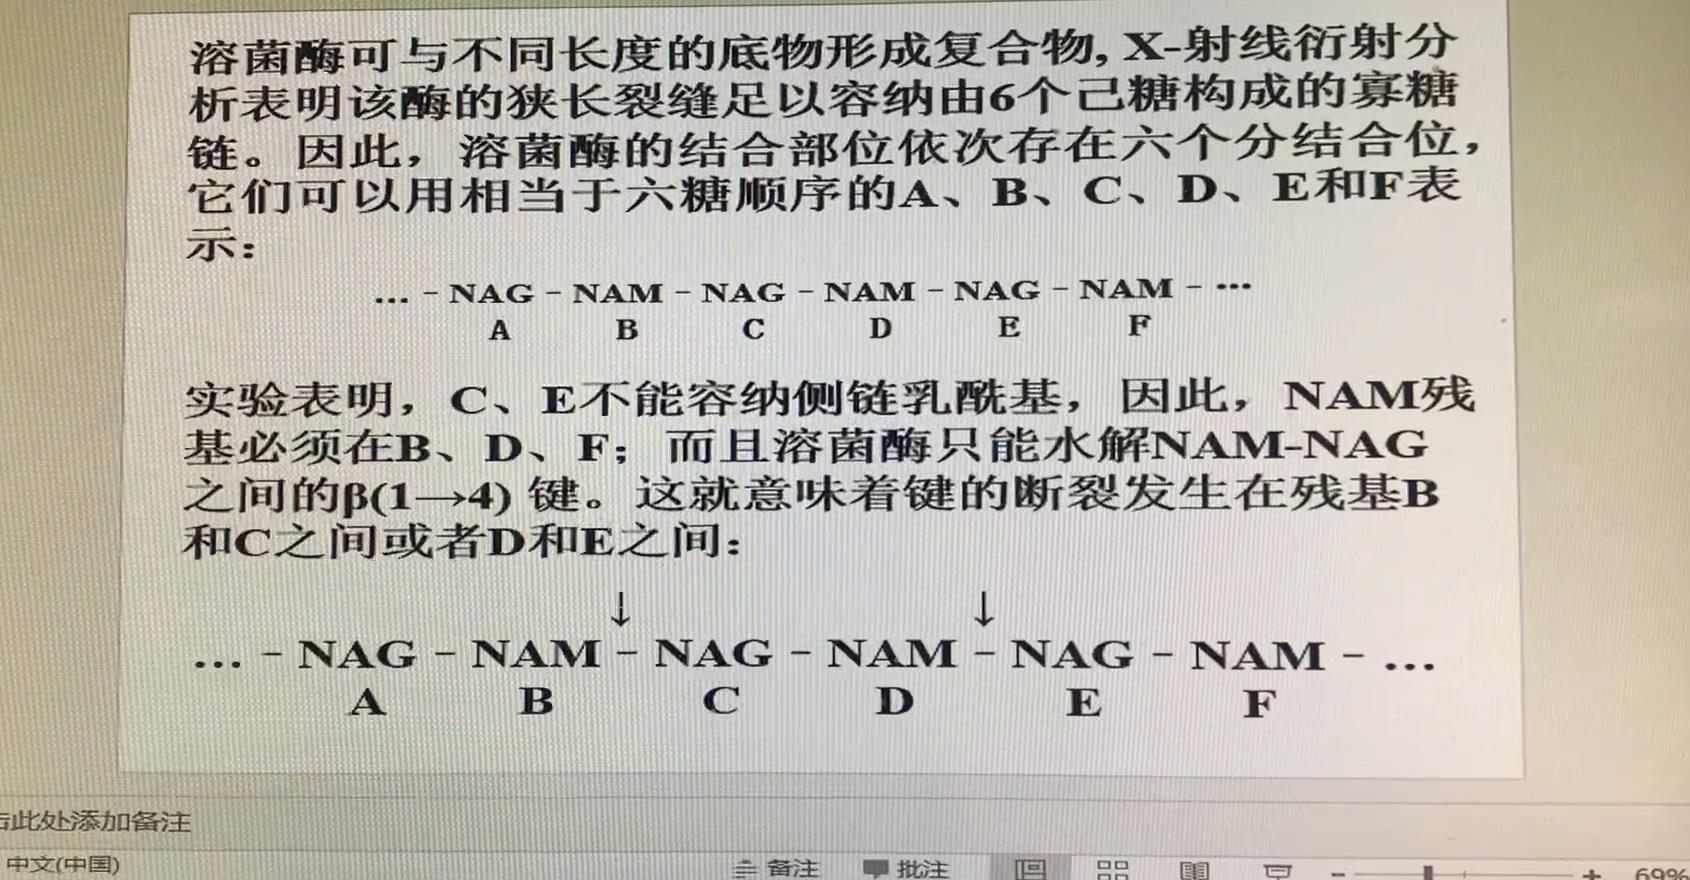 溶菌酶可与不同长度的底物形成复合物, X-射线衍射分
析表明该酶的狭长裂缝足以容纳由6个己糖构成的寡糖
链。因此，溶菌酶的结合部位依次存在六个分结合位，
它们可以用相当于六糖顺序的A、B、C、D、E和F表
示：
... - NAG - NAM - NAG - NAM - NAG - NAM - ...
A B C D E F
实验表明，C、E不能容纳侧链乳酰基，因此，NAM残
基必须在B、D、F；而且溶菌酶只能水解NAM-NAG
之间的β(1→4) 键。这就意味着键的断裂发生在残基B
和C之间或者D和E之间：
↓ ↓
... - NAG - NAM - NAG - NAM - NAG - NAM - ...
A B C D E F
击此处添加备注
中文(中国) 备注 批注 - + 69%